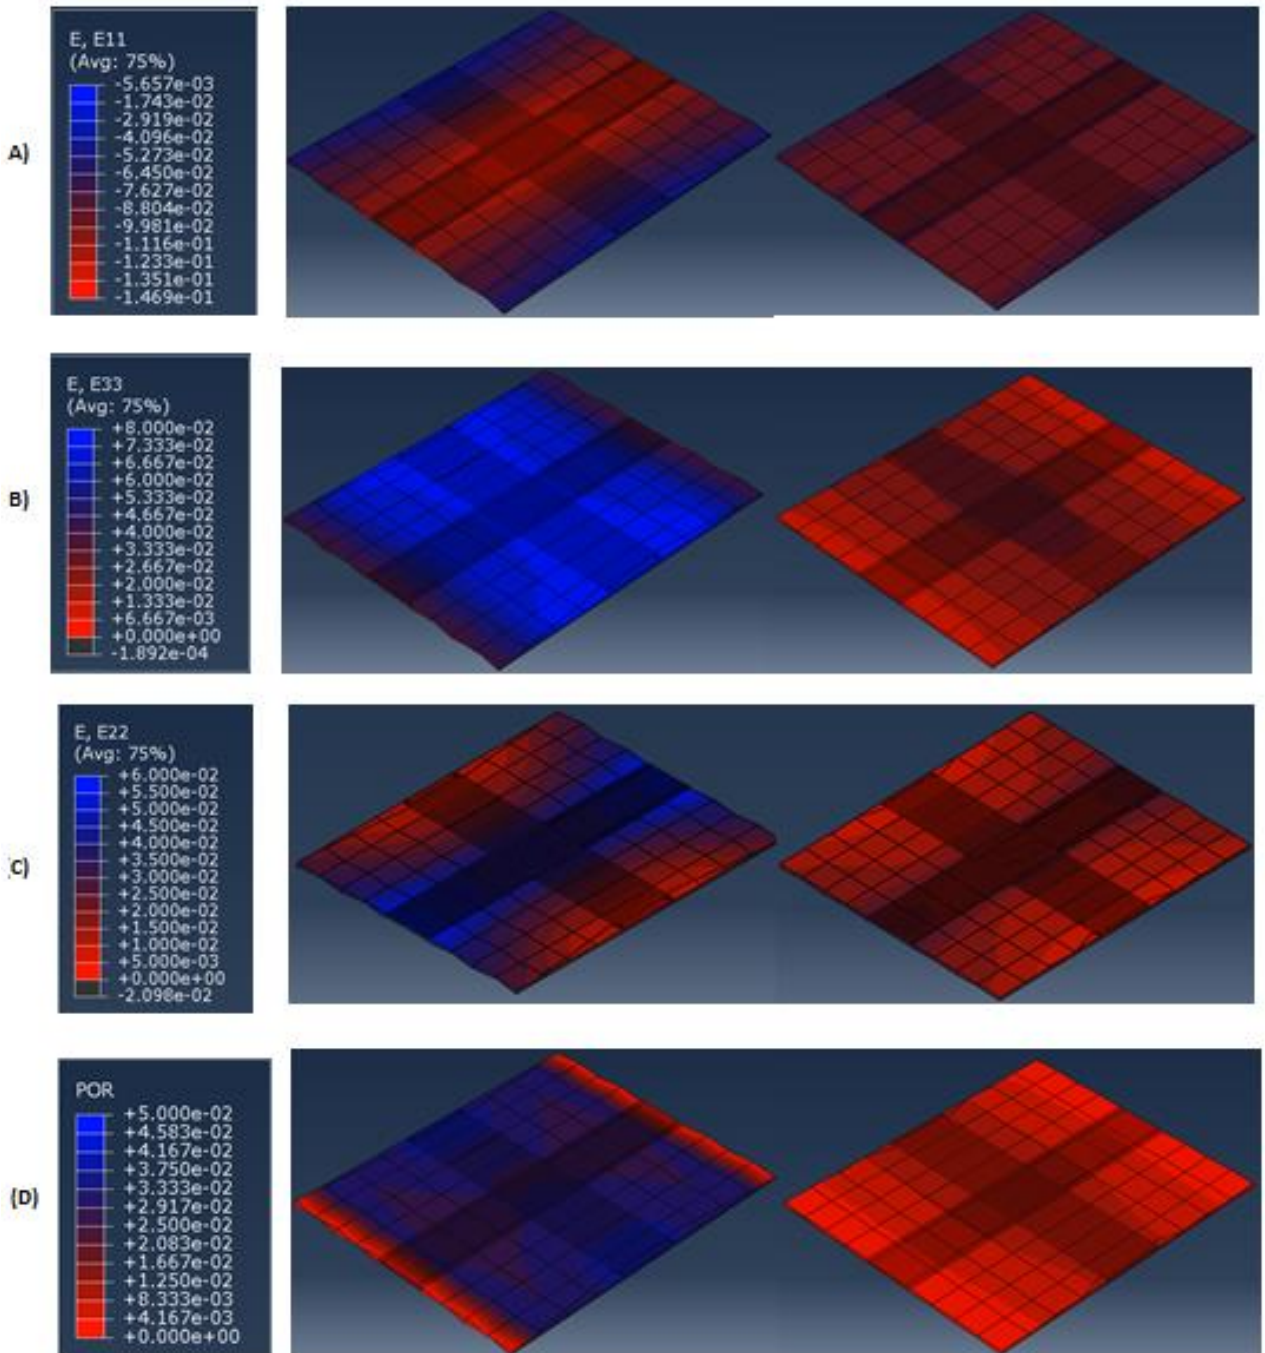 A)
E, E11
(Avg: 75%)
-5.657e-03
-1.743e-02
-2.919e-02
-4.096e-02
-5.273e-02
-6.450e-02
-7.627e-02
-8.804e-02
-9.981e-02
-1.116e-01
-1.233e-01
-1.351e-01
-1.469e-01
B)
E, E33
(Avg: 75%)
+8.000e-02
+7.333e-02
+6.667e-02
+6.000e-02
+5.333e-02
+4.667e-02
+4.000e-02
+3.333e-02
+2.667e-02
+2.000e-02
+1.333e-02
+6.667e-03
+0.000e+00
-1.892e-04
C)
E, E22
(Avg: 75%)
+6.000e-02
+5.500e-02
+5.000e-02
+4.500e-02
+4.000e-02
+3.500e-02
+3.000e-02
+2.500e-02
+2.000e-02
+1.500e-02
+1.000e-02
+5.000e-03
+0.000e+00
-2.098e-02
(D)
POR
+5.000e-02
+4.583e-02
+4.167e-02
+3.750e-02
+3.333e-02
+2.917e-02
+2.500e-02
+2.083e-02
+1.667e-02
+1.250e-02
+8.333e-03
+4.167e-03
+0.000e+00